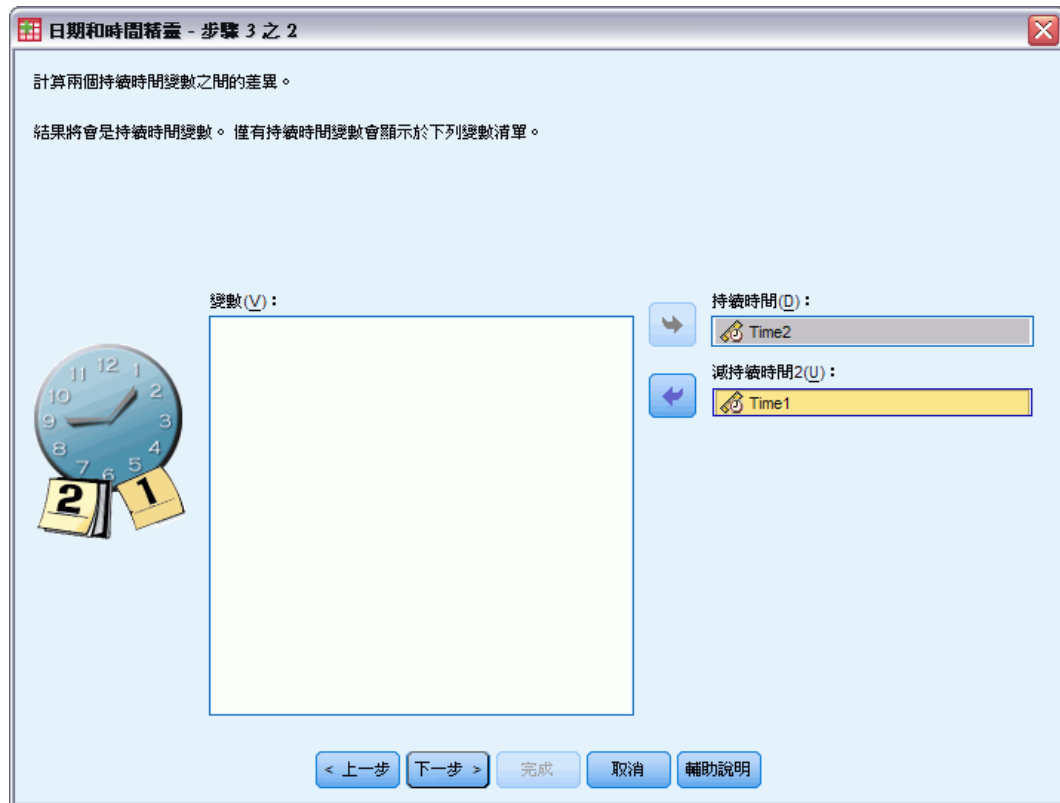 日期和時間精靈 - 步驟 3 之 2
計算兩個持續時間變數之間的差異。
結果將會是持續時間變數。 僅有持續時間變數會顯示於下列變數清單。
變數(V)：
持續時間(D)：
Time2
減持續時間2(U)：
Time1
12
11
1
10
2
9
3
8
4
7
6
5
2
1
< 上一步
下一步 >
完成
取消
輔助說明